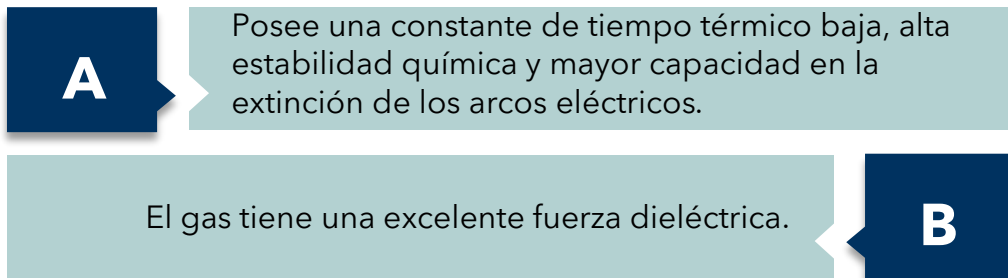 A
Posee una constante de tiempo térmico baja, alta
estabilidad química y mayor capacidad en la
extinción de los arcos eléctricos.
El gas tiene una excelente fuerza dieléctrica.
B